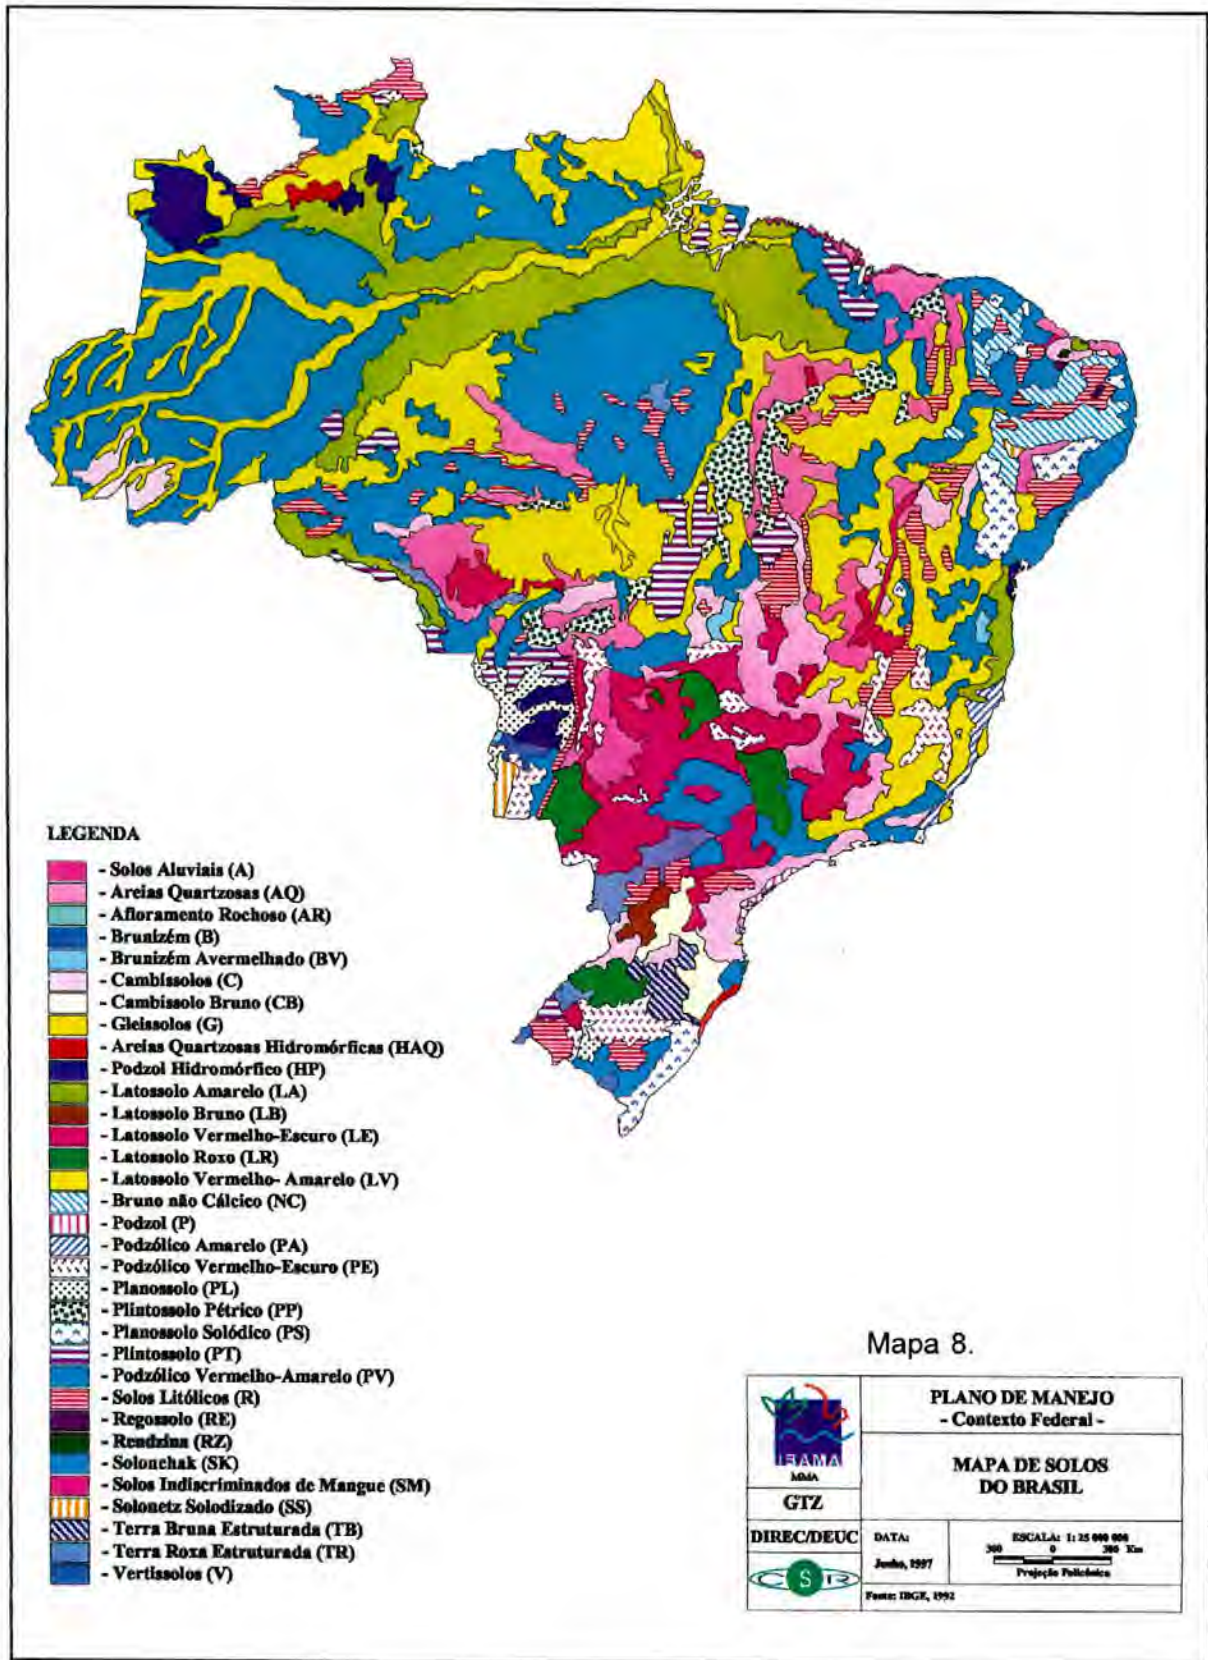 LEGENDA
- Solos Aluviais (A)
- Areias Quartzosas (AQ)
- Afloramento Rochoso (AR)
- Brunizém (B)
- Brunizém Avermelhado (BV)
- Cambissolos (C)
- Cambissolo Bruno (CB)
- Gleissolos (G)
- Areias Quartzosas Hidromórficas (HAQ)
- Podzol Hidromórfico (HP)
- Latossolo Amarelo (LA)
- Latossolo Bruno (LB)
- Latossolo Vermelho-Escuro (LE)
- Latossolo Roxo (LR)
- Latossolo Vermelho- Amarelo (LV)
- Bruno não Cálcico (NC)
- Podzol (P)
- Podzólico Amarelo (PA)
- Podzólico Vermelho-Escuro (PE)
- Planossolo (PL)
- Plintossolo Pétrico (PP)
- Planossolo Solódico (PS)
- Plintossolo (PT)
- Podzólico Vermelho-Amarelo (PV)
- Solos Litólicos (R)
- Regossolo (RE)
- Rendzina (RZ)
- Solonchak (SK)
- Solos Indiscriminados de Mangue (SM)
- Solonetz Solodizado (SS)
- Terra Bruna Estruturada (TB)
- Terra Roxa Estruturada (TR)
- Vertissolos (V)
Mapa 8.
IBAMA
MMA
GTZ
DIREC/DEUC
CSR
PLANO DE MANEJO
- Contexto Federal -
MAPA DE SOLOS
DO BRASIL
DATA:
Junho, 1997
ESCALA: 1: 25 000 000
300 0 300 Km
Projeção Policônica
Fonte: IBGE, 1992